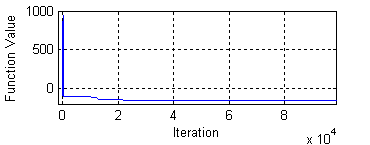 Function Value
1000
500
0
0 2 4 6 8
Iteration
x 10^4